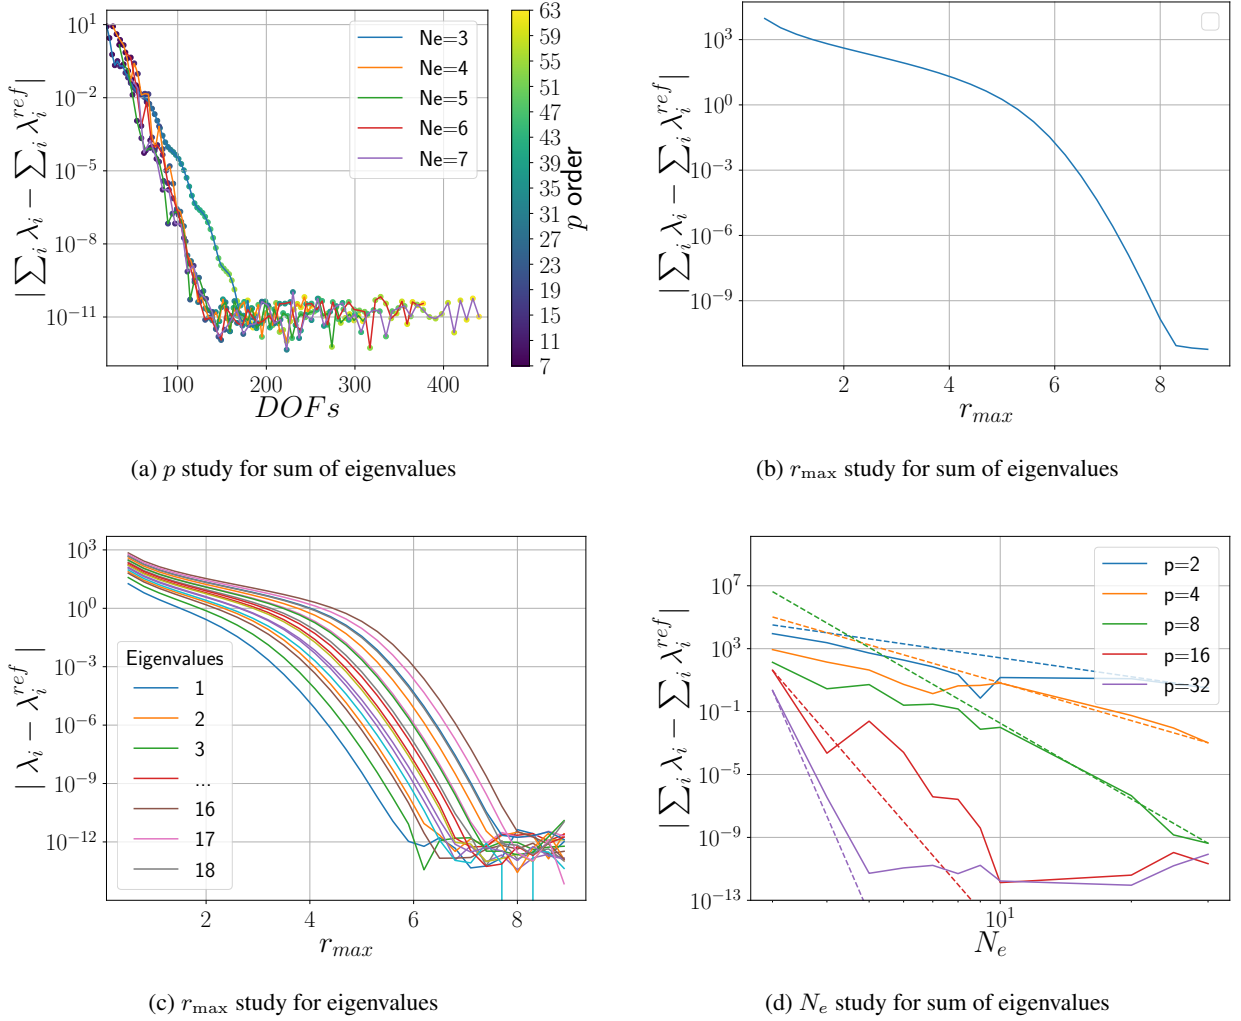 10^1
10^-2
10^-5
10^-8
10^-11
| ∑_i λ_i − ∑_i λ_i^ref |
100 200 300 400
DOFs
Ne=3
Ne=4
Ne=5
Ne=6
Ne=7
63
59
55
51
47
43
39
35
31
27
23
19
15
11
7
p order
(a) p study for sum of eigenvalues
10^3
10^0
10^-3
10^-6
10^-9
| ∑_i λ_i − ∑_i λ_i^ref |
2 4 6 8
r_max
(b) r_max study for sum of eigenvalues
10^3
10^0
10^-3
10^-6
10^-9
10^-12
| λ_i − λ_i^ref |
Eigenvalues
1
2
3
...
16
17
18
2 4 6 8
r_max
(c) r_max study for eigenvalues
10^7
10^3
10^-1
10^-5
10^-9
10^-13
| ∑_i λ_i − ∑_i λ_i^ref |
p=2
p=4
p=8
p=16
p=32
10^1
N_e
(d) N_e study for sum of eigenvalues